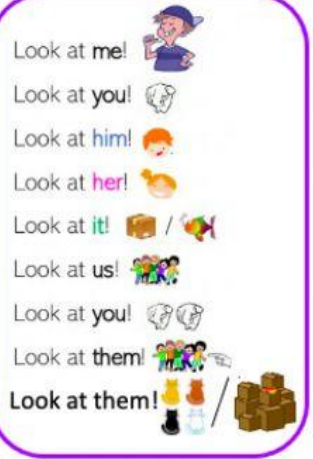 Look at me!
Look at you!
Look at him!
Look at her!
Look at it! /
Look at us!
Look at you!
Look at them!
Look at them! /